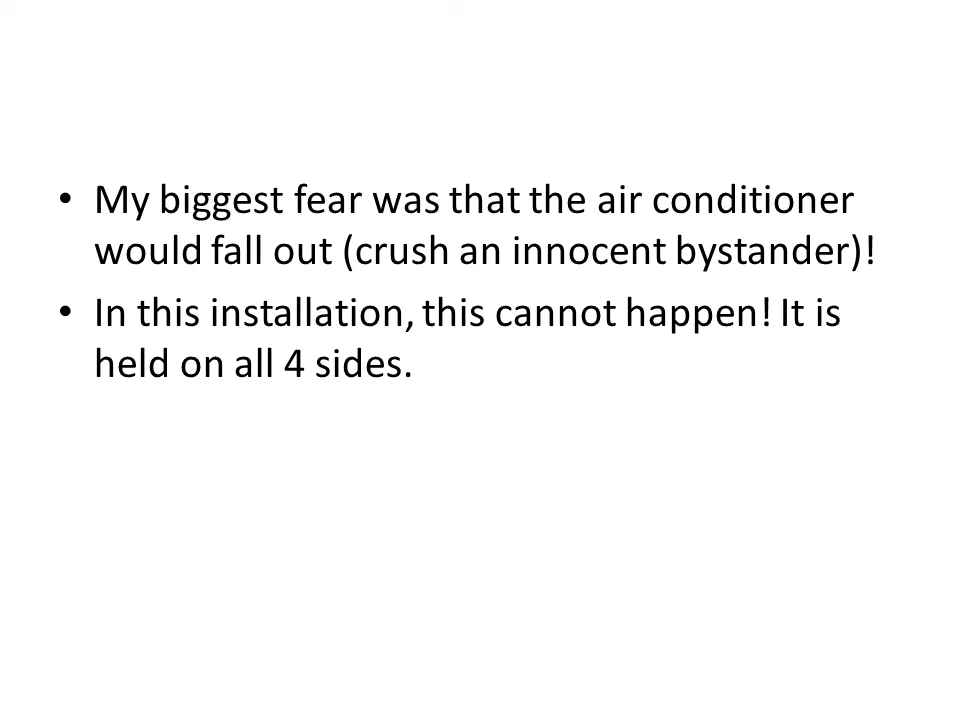 • My biggest fear was that the air conditioner
would fall out (crush an innocent bystander)!
• In this installation, this cannot happen! It is
held on all 4 sides.